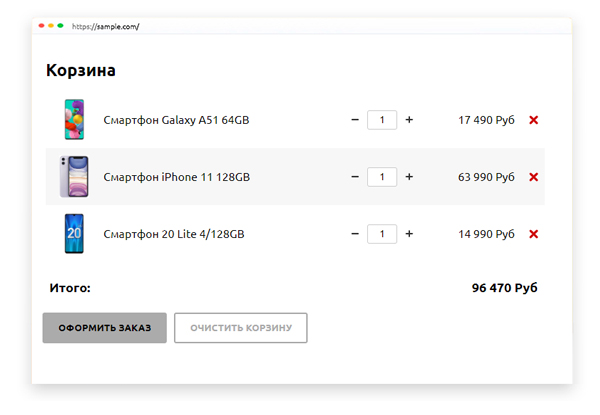 https://sample.com/
Корзина
Смартфон Galaxy A51 64GB − 1 + 17 490 Руб ×
Смартфон iPhone 11 128GB − 1 + 63 990 Руб ×
20
Смартфон 20 Lite 4/128GB − 1 + 14 990 Руб ×
Итого: 96 470 Руб
ОФОРМИТЬ ЗАКАЗ ОЧИСТИТЬ КОРЗИНУ